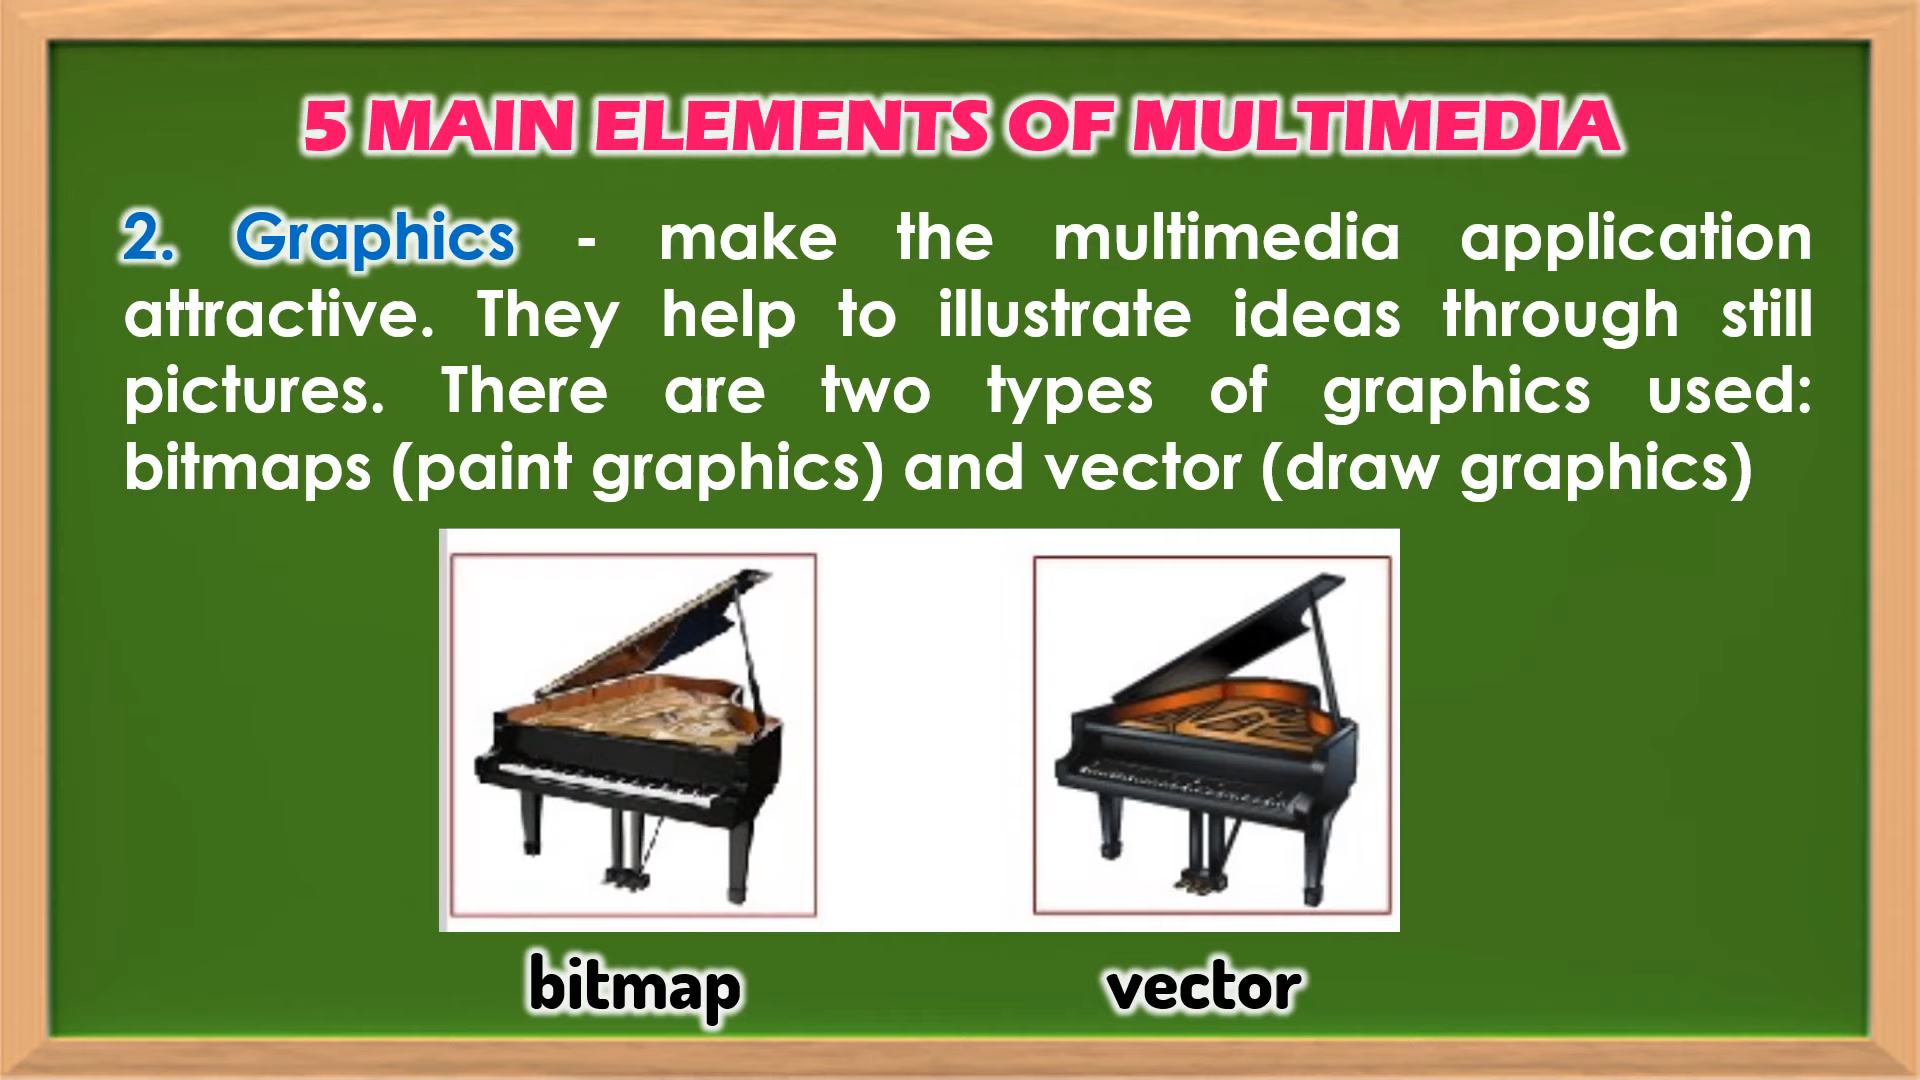 5 MAIN ELEMENTS OF MULTIMEDIA
2. Graphics - make the multimedia application
attractive. They help to illustrate ideas through still
pictures. There are two types of graphics used:
bitmaps (paint graphics) and vector (draw graphics)
bitmap vector